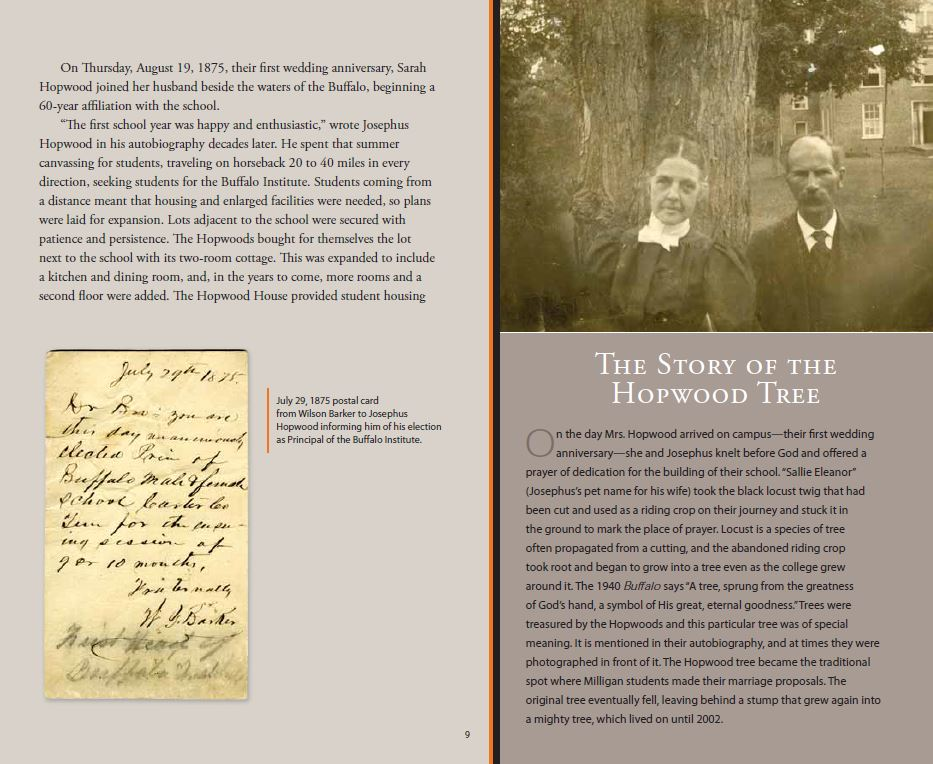 On Thursday, August 19, 1875, their first wedding anniversary, Sarah
Hopwood joined her husband beside the waters of the Buffalo, beginning a
60-year affiliation with the school.
“The first school year was happy and enthusiastic,” wrote Josephus
Hopwood in his autobiography decades later. He spent that summer
canvassing for students, traveling on horseback 20 to 40 miles in every
direction, seeking students for the Buffalo Institute. Students coming from
a distance meant that housing and enlarged facilities were needed, so plans
were laid for expansion. Lots adjacent to the school were secured with
patience and persistence. The Hopwoods bought for themselves the lot
next to the school with its two-room cottage. This was expanded to include
a kitchen and dining room, and, in the years to come, more rooms and a
second floor were added. The Hopwood House provided student housing
July 29th 1875.
Dr Bro: you are
this day unanimously
elected Prin of
Buffalo Male & female
School Carter Co
Tenn for the ensu-
ing session of
9 or 10 months,
Fraternally
W J Barker
of
Buffalo
July 29, 1875 postal card
from Wilson Barker to Josephus
Hopwood informing him of his election
as Principal of the Buffalo Institute.
9
The Story of the
Hopwood Tree
On the day Mrs. Hopwood arrived on campus—their first wedding
anniversary—she and Josephus knelt before God and offered a
prayer of dedication for the building of their school. “Sallie Eleanor”
(Josephus’s pet name for his wife) took the black locust twig that had
been cut and used as a riding crop on their journey and stuck it in
the ground to mark the place of prayer. Locust is a species of tree
often propagated from a cutting, and the abandoned riding crop
took root and began to grow into a tree even as the college grew
around it. The 1940 Buffalo says “A tree, sprung from the greatness
of God’s hand, a symbol of His great, eternal goodness.” Trees were
treasured by the Hopwoods and this particular tree was of special
meaning. It is mentioned in their autobiography, and at times they were
photographed in front of it. The Hopwood tree became the traditional
spot where Milligan students made their marriage proposals. The
original tree eventually fell, leaving behind a stump that grew again into
a mighty tree, which lived on until 2002.